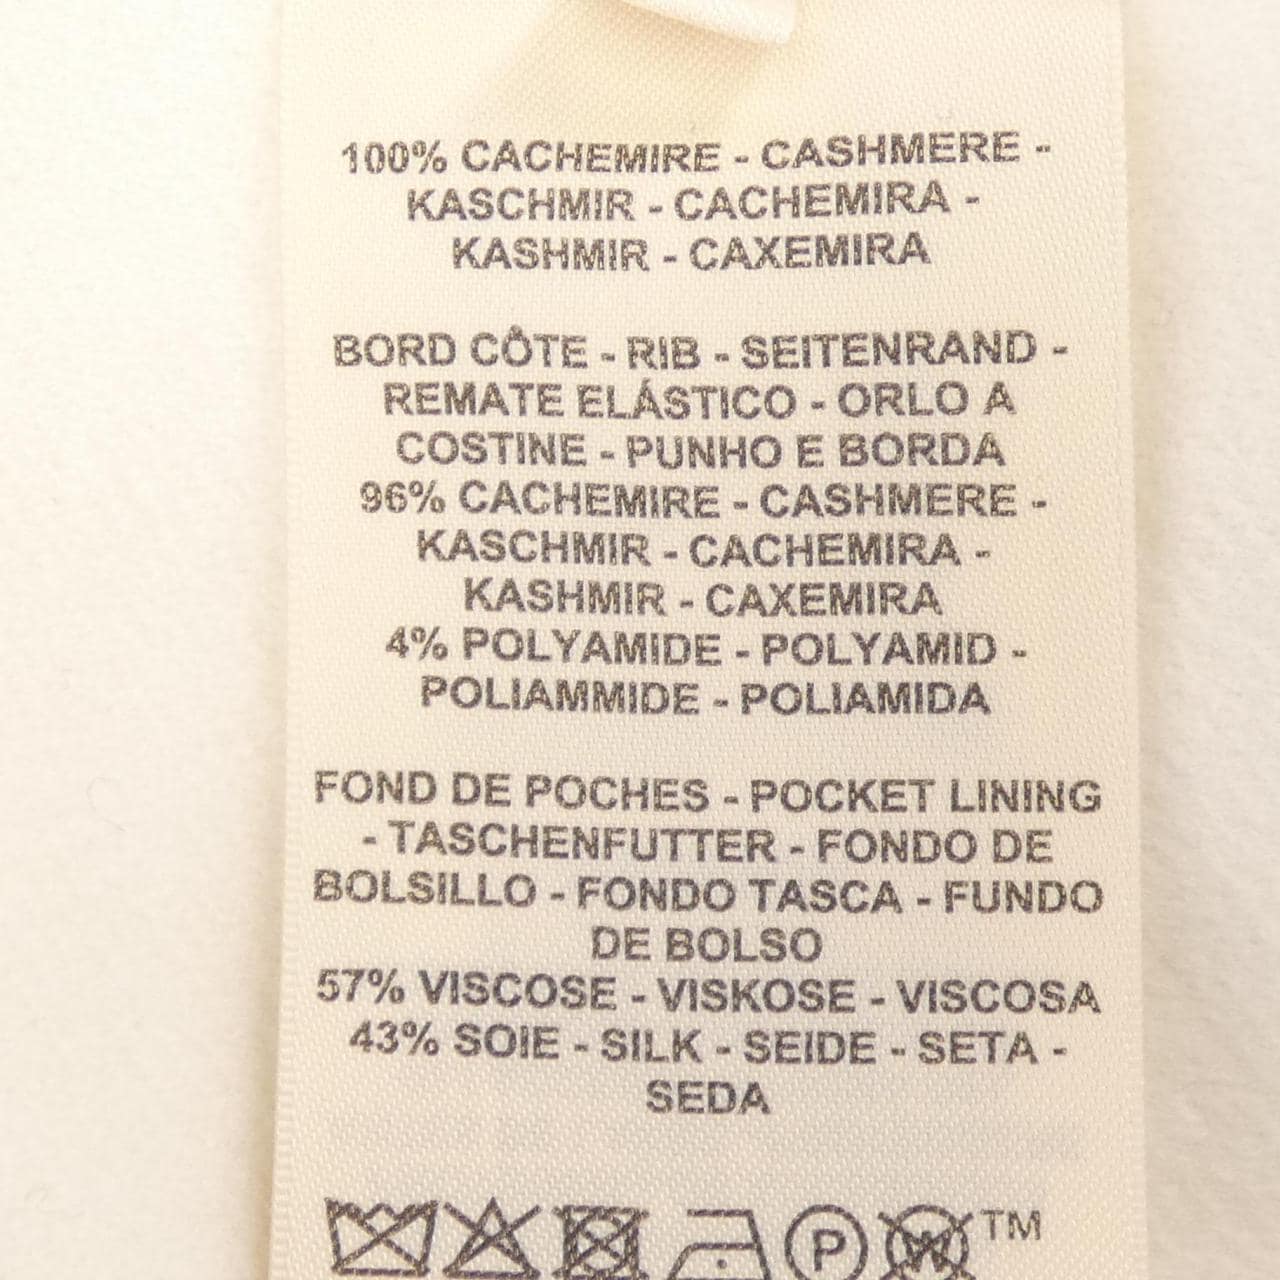 100% CACHEMIRE - CASHMERE -
KASCHMIR - CACHEMIRA -
KASHMIR - CAXEMIRA
BORD CÔTE - RIB - SEITENRAND -
REMATE ELÁSTICO - ORLO A
COSTINE - PUNHO E BORDA
96% CACHEMIRE - CASHMERE -
KASCHMIR - CACHEMIRA -
KASHMIR - CAXEMIRA
4% POLYAMIDE - POLYAMID -
POLIAMMIDE - POLIAMIDA
FOND DE POCHES - POCKET LINING
- TASCHENFUTTER - FONDO DE
BOLSILLO - FONDO TASCA - FUNDO
DE BOLSO
57% VISCOSE - VISKOSE - VISCOSA
43% SOIE - SILK - SEIDE - SETA -
SEDA
P W TM